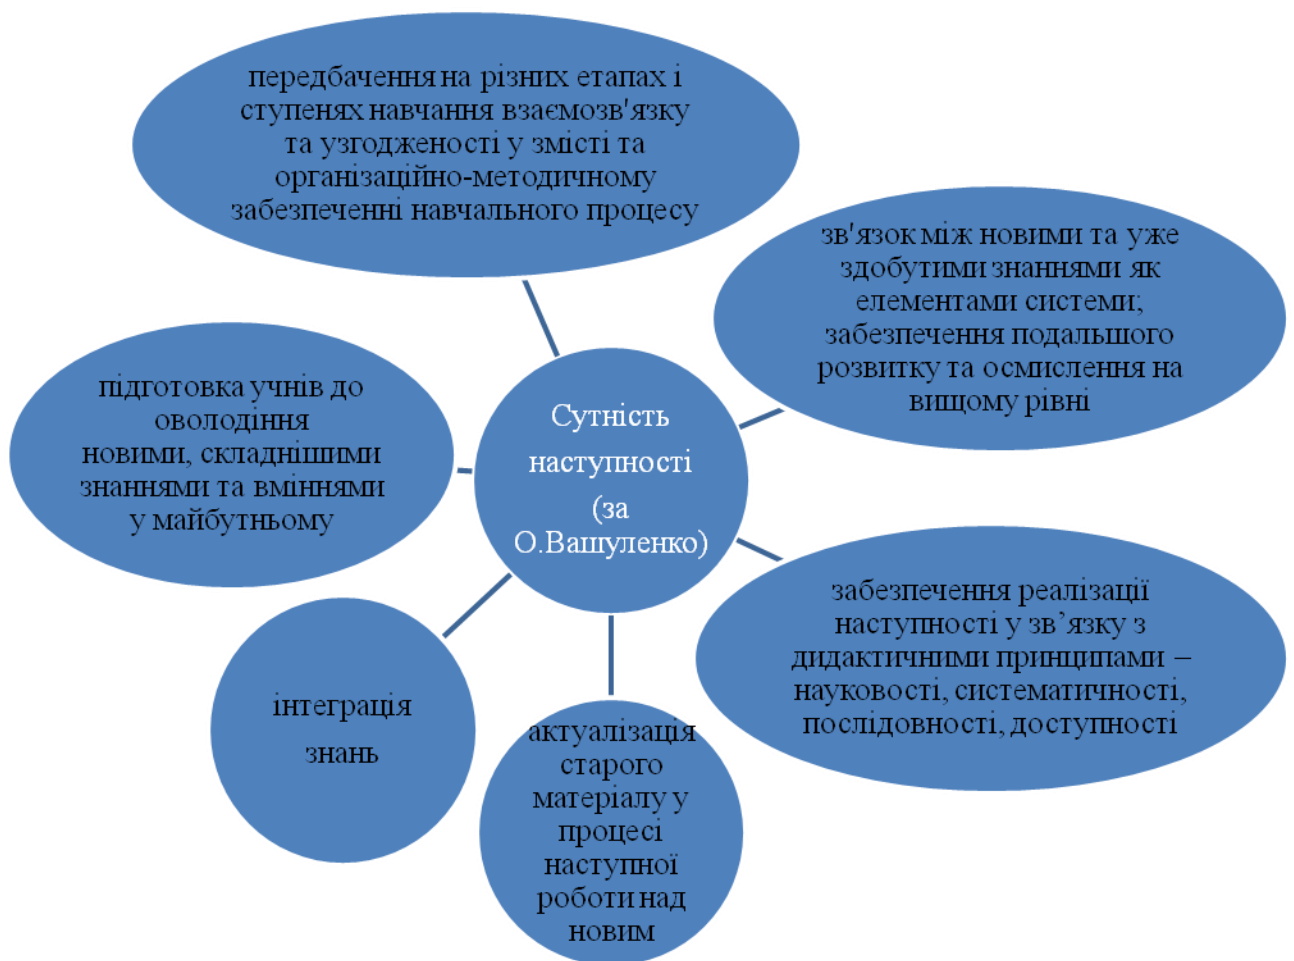 передбачення на різних етапах і
ступенях навчання взаємозв'язку
та узгодженості у змісті та
організаційно-методичному
забезпеченні навчального процесу
зв'язок між новими та уже
здобутими знаннями як
елементами системи;
забезпечення подальшого
розвитку та осмислення на
вищому рівні
підготовка учнів до
оволодіння
новими, складнішими
знаннями та вміннями
у майбутньому
Сутність
наступності
(за
О.Вашуленко)
забезпечення реалізації
наступності у зв’язку з
дидактичними принципами –
науковості, систематичності,
послідовності, доступності
інтеграція
знань
актуалізація
старого
матеріалу у
процесі
наступної
роботи над
новим